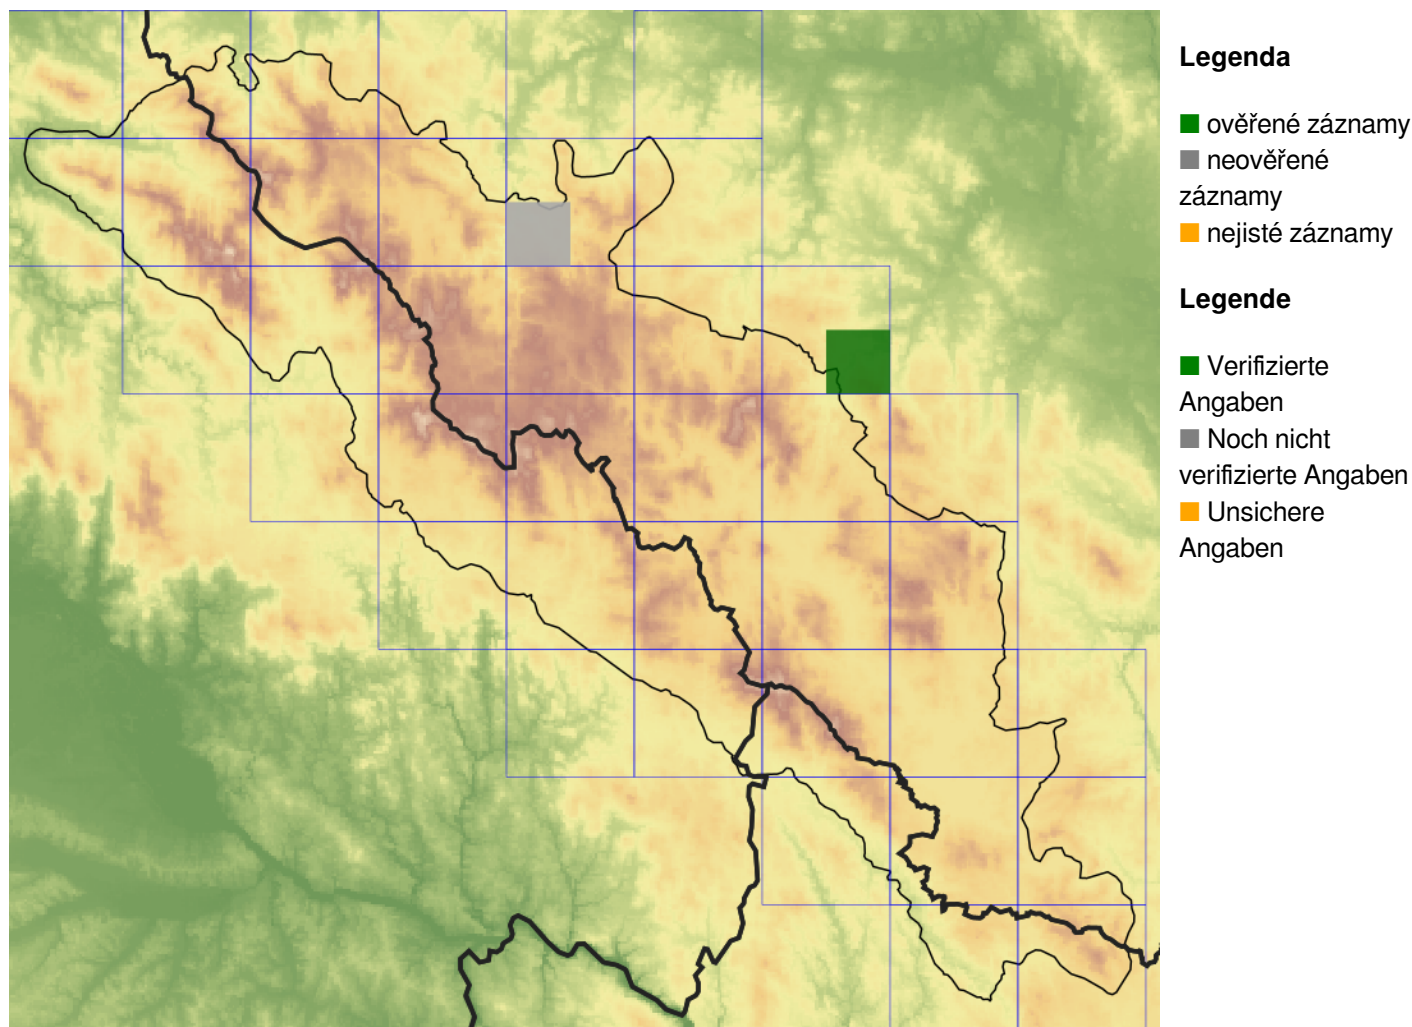 Legenda
ověřené záznamy
neověřené
záznamy
nejisté záznamy
Legende
Verifizierte
Angaben
Noch nicht
verifizierte Angaben
Unsichere
Angaben